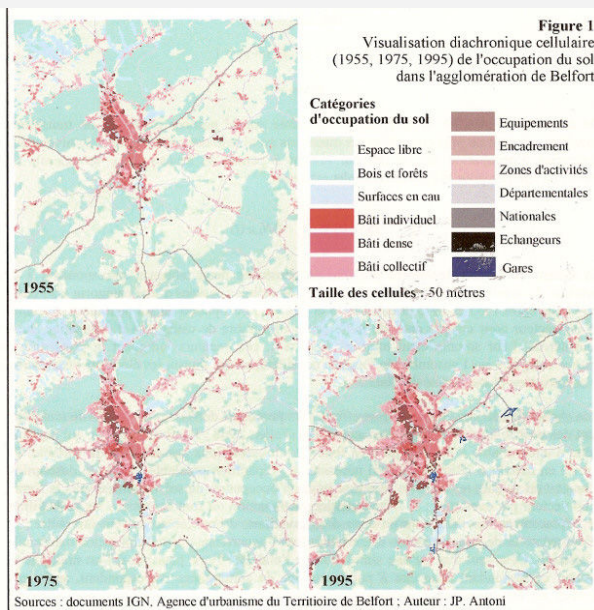 Figure 1
Visualisation diachronique cellulaire
(1955, 1975, 1995) de l'occupation du sol
dans l'agglomération de Belfort
Catégories
d'occupation du sol
Espace libre
Bois et forêts
Surfaces en eau
Bâti individuel
Bâti dense
Bâti collectif
Equipements
Encadrement
Zones d'activités
Départementales
Nationales
Echangeurs
Gares
Taille des cellules : 50 mètres
1955
1975
1995
Sources : documents IGN, Agence d'urbanisme du Territioire de Belfort ; Auteur : JP. Antoni